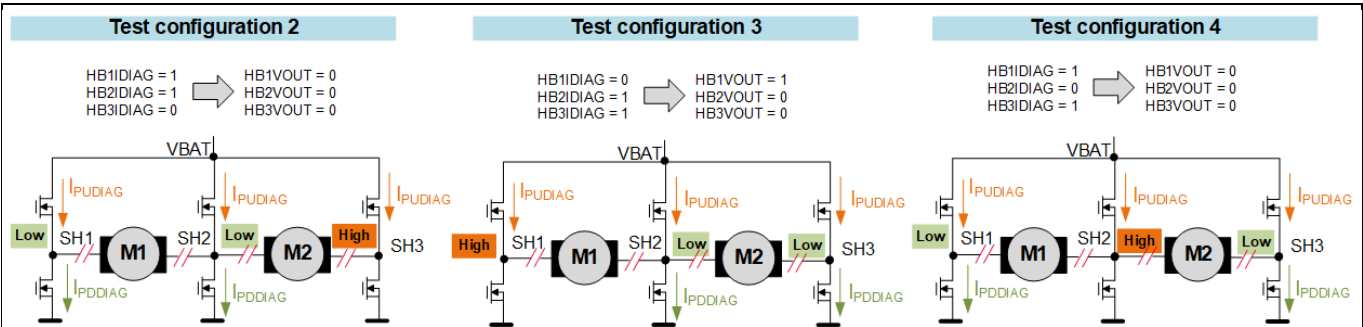 Test configuration 2
HB1IDIAG = 1
HB2IDIAG = 1
HB3IDIAG = 0
HB1VOUT = 0
HB2VOUT = 0
HB3VOUT = 0
VBAT
IPUDIAG
IPUDIAG
IPUDIAG
Low
SH1
M1
SH2
Low
M2
High
SH3
IPDDIAG
IPDDIAG
Test configuration 3
HB1IDIAG = 0
HB2IDIAG = 1
HB3IDIAG = 1
HB1VOUT = 1
HB2VOUT = 0
HB3VOUT = 0
VBAT
IPUDIAG
IPUDIAG
IPUDIAG
High
SH1
M1
SH2
Low
M2
Low
SH3
IPDDIAG
IPDDIAG
Test configuration 4
HB1IDIAG = 1
HB2IDIAG = 0
HB3IDIAG = 1
HB1VOUT = 0
HB2VOUT = 0
HB3VOUT = 0
VBAT
IPUDIAG
IPUDIAG
IPUDIAG
Low
SH1
M1
SH2
High
M2
Low
SH3
IPDDIAG
IPDDIAG